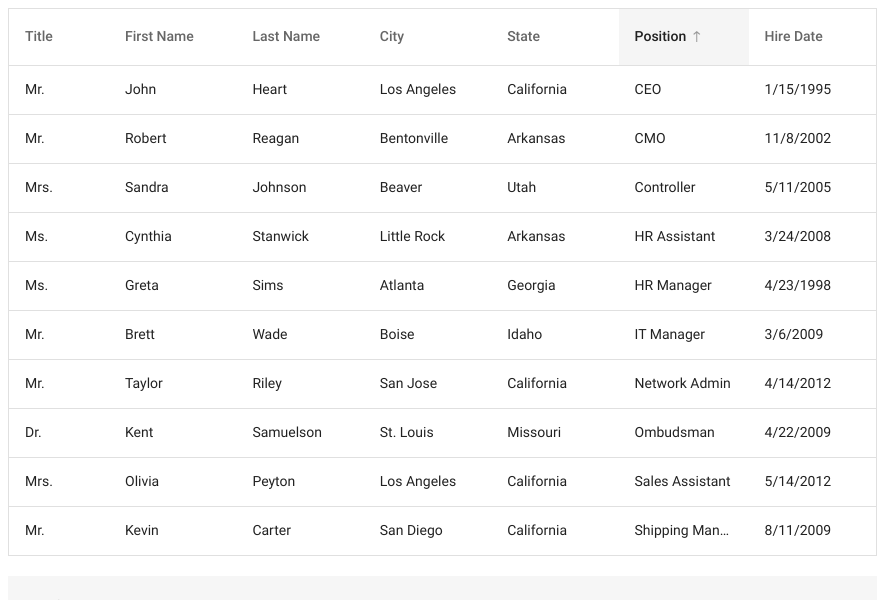 Title First Name Last Name City State Position ↑ Hire Date
Mr. John Heart Los Angeles California CEO 1/15/1995
Mr. Robert Reagan Bentonville Arkansas CMO 11/8/2002
Mrs. Sandra Johnson Beaver Utah Controller 5/11/2005
Ms. Cynthia Stanwick Little Rock Arkansas HR Assistant 3/24/2008
Ms. Greta Sims Atlanta Georgia HR Manager 4/23/1998
Mr. Brett Wade Boise Idaho IT Manager 3/6/2009
Mr. Taylor Riley San Jose California Network Admin 4/14/2012
Dr. Kent Samuelson St. Louis Missouri Ombudsman 4/22/2009
Mrs. Olivia Peyton Los Angeles California Sales Assistant 5/14/2012
Mr. Kevin Carter San Diego California Shipping Man... 8/11/2009